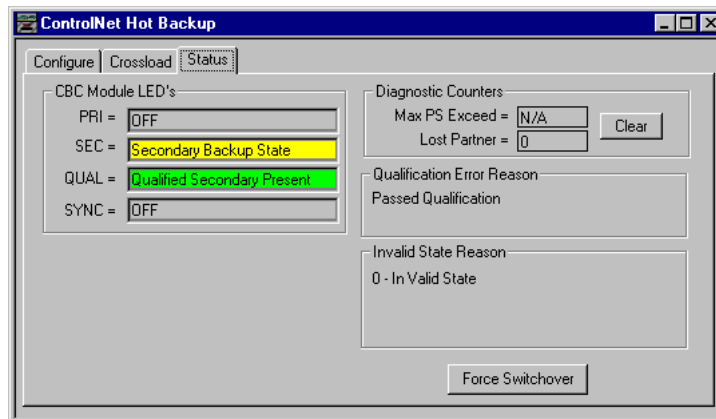 ControlNet Hot Backup
Configure Crossload Status
CBC Module LED's
PRI = OFF
SEC = Secondary Backup State
QUAL = Qualified Secondary Present
SYNC = OFF
Diagnostic Counters
Max PS Exceed = N/A
Lost Partner = 0
Clear
Qualification Error Reason
Passed Qualification
Invalid State Reason
0 - In Valid State
Force Switchover